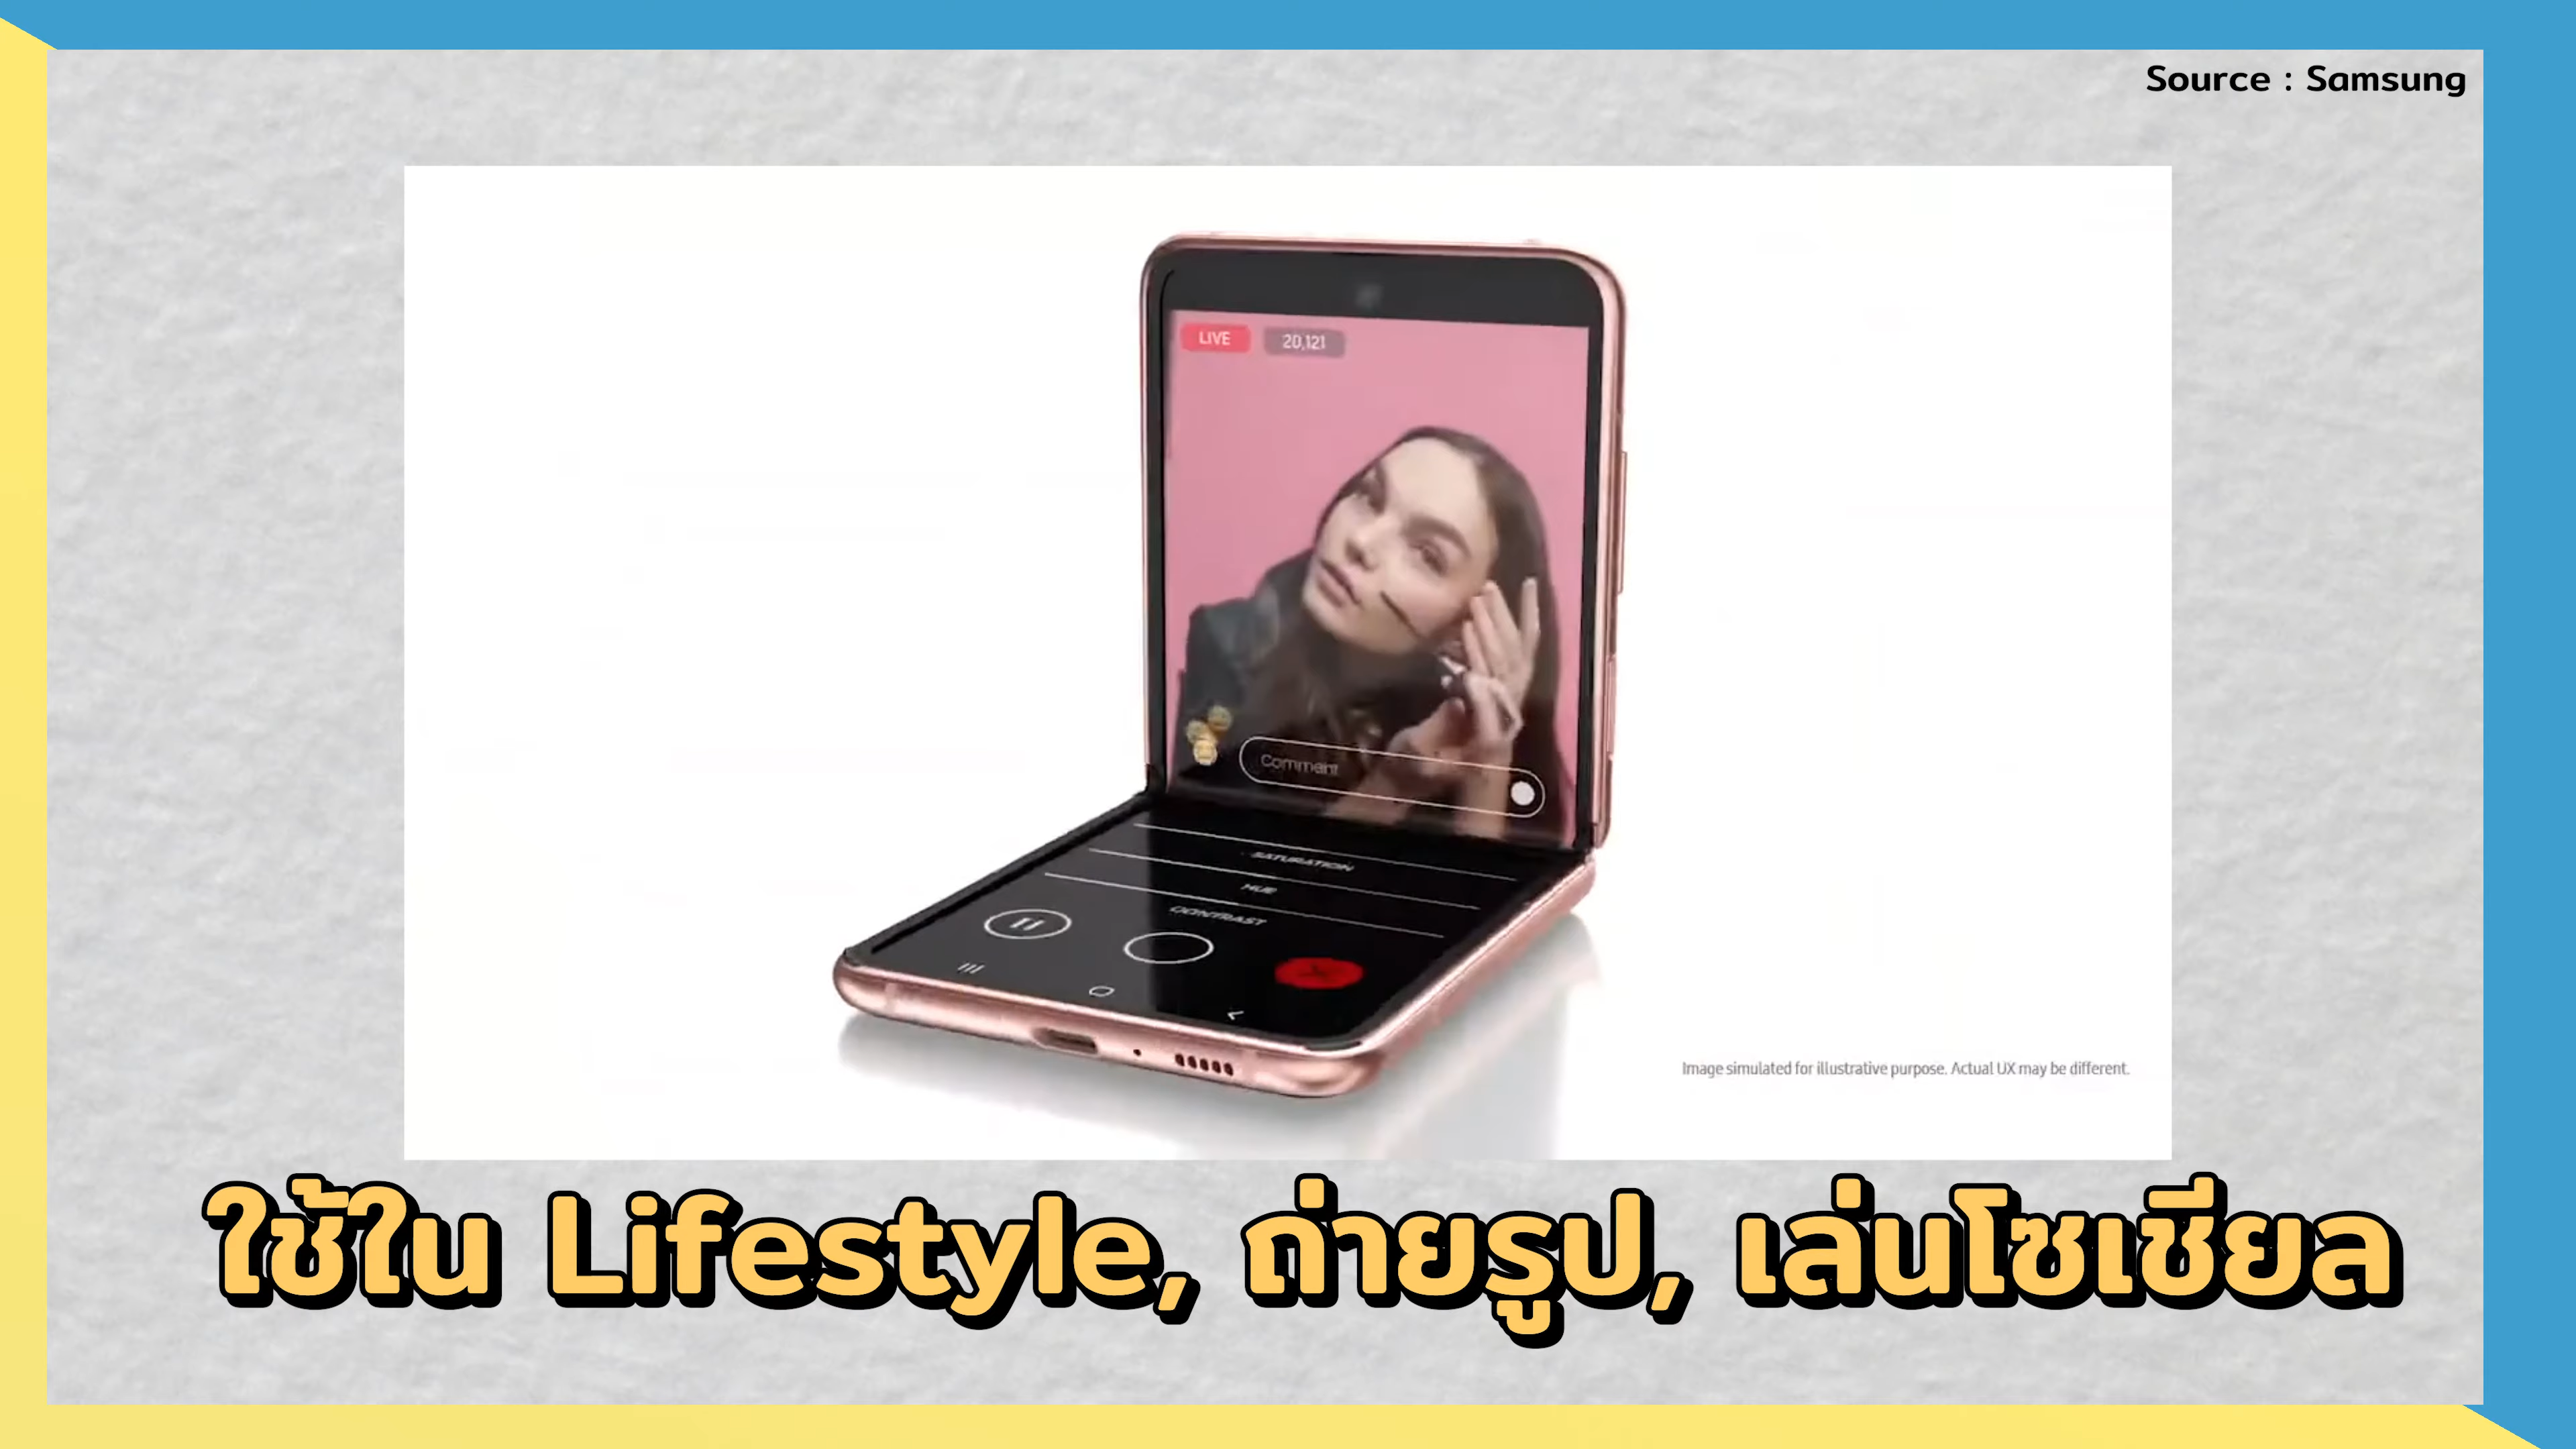 Source : Samsung
LIVE 20,121
Comment
SATURATION
HUE
CONTRAST
Image simulated for illustrative purpose. Actual UX may be different.
ใช้ใน Lifestyle, ถ่ายรูป, เล่นโซเชียล